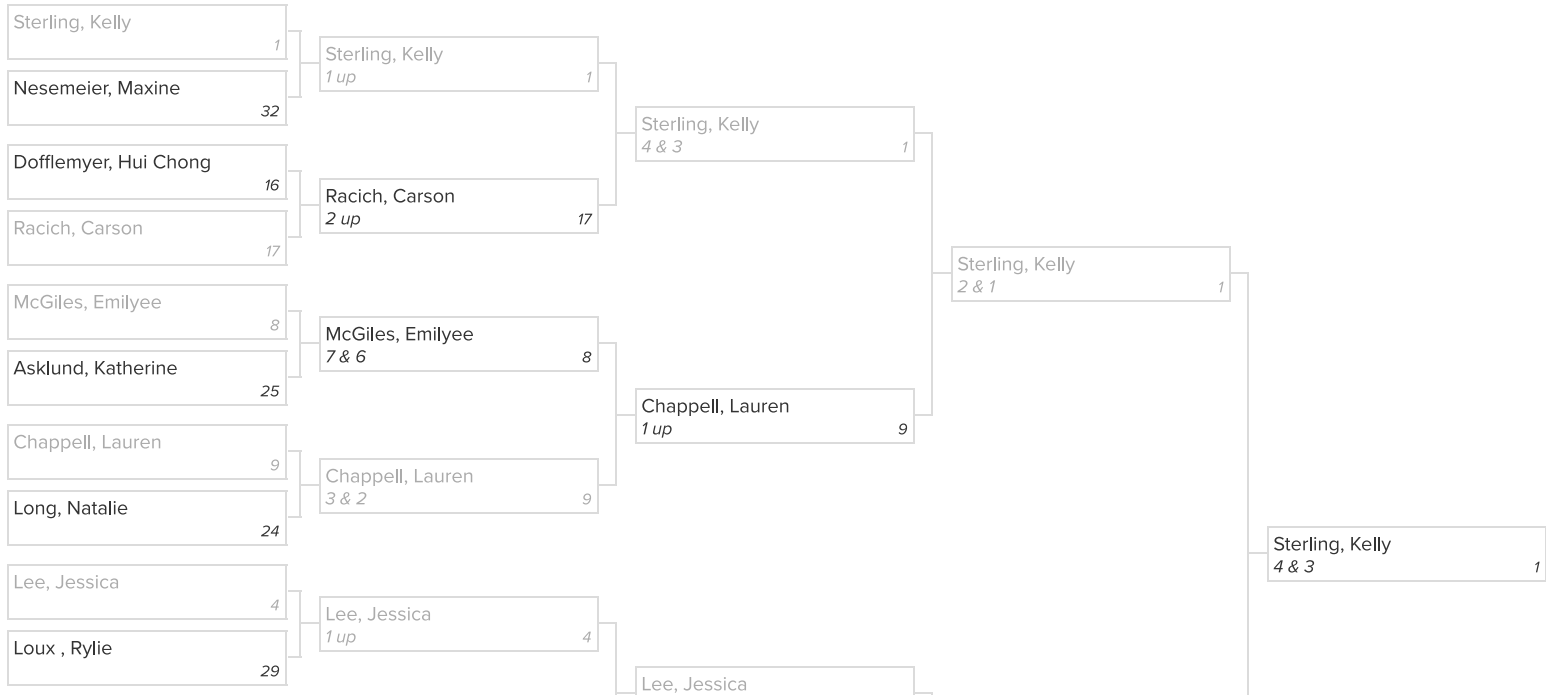 Sterling, Kelly
1
Nesemeier, Maxine
32
Dofflemyer, Hui Chong
16
Racich, Carson
17
McGiles, Emilyee
8
Asklund, Katherine
25
Chappell, Lauren
9
Long, Natalie
24
Lee, Jessica
4
Loux , Rylie
29
Sterling, Kelly
1 up 1
Racich, Carson
2 up 17
McGiles, Emilyee
7 & 6 8
Chappell, Lauren
3 & 2 9
Lee, Jessica
1 up 4
Sterling, Kelly
4 & 3 1
Chappell, Lauren
1 up 9
Lee, Jessica
Sterling, Kelly
2 & 1 1
Sterling, Kelly
4 & 3 1